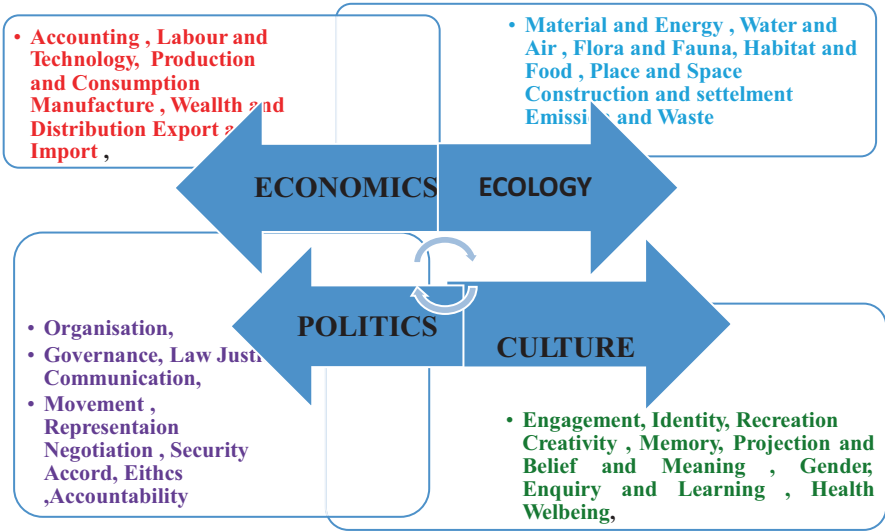 • Accounting , Labour and
Technology, Production
and Consumption
Manufacture , Weallth and
Distribution Export a
Import ,
• Material and Energy , Water and
Air , Flora and Fauna, Habitat and
Food , Place and Space
Construction and settelment
Emission and Waste
ECONOMICS
ECOLOGY
POLITICS
CULTURE
• Organisation,
• Governance, Law Justi
Communication,
• Movement ,
Representaion
Negotiation , Security
Accord, Eithcs
,Accountability
• Engagement, Identity, Recreation
Creativity , Memory, Projection and
Belief and Meaning , Gender,
Enquiry and Learning , Health
Welbeing,